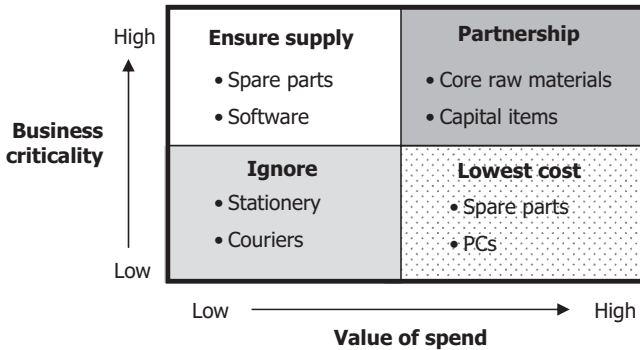 High
Business
criticality
Low
Ensure supply
• Spare parts
• Software
Partnership
• Core raw materials
• Capital items
Ignore
• Stationery
• Couriers
Lowest cost
• Spare parts
• PCs
Low
High
Value of spend